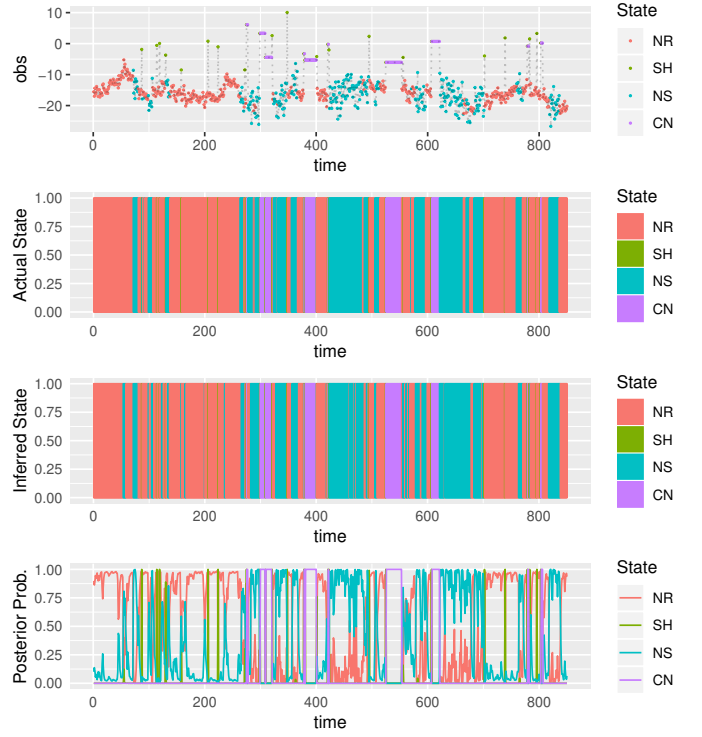 obs
10
0
−10
−20
0
200
400
600
800
time
State
NR
SH
NS
CN
Actual State
1.00
0.75
0.50
0.25
0.00
0
200
400
600
800
time
State
NR
SH
NS
CN
Inferred State
1.00
0.75
0.50
0.25
0.00
0
200
400
600
800
time
State
NR
SH
NS
CN
Posterior Prob.
1.00
0.75
0.50
0.25
0.00
0
200
400
600
800
time
State
NR
SH
NS
CN